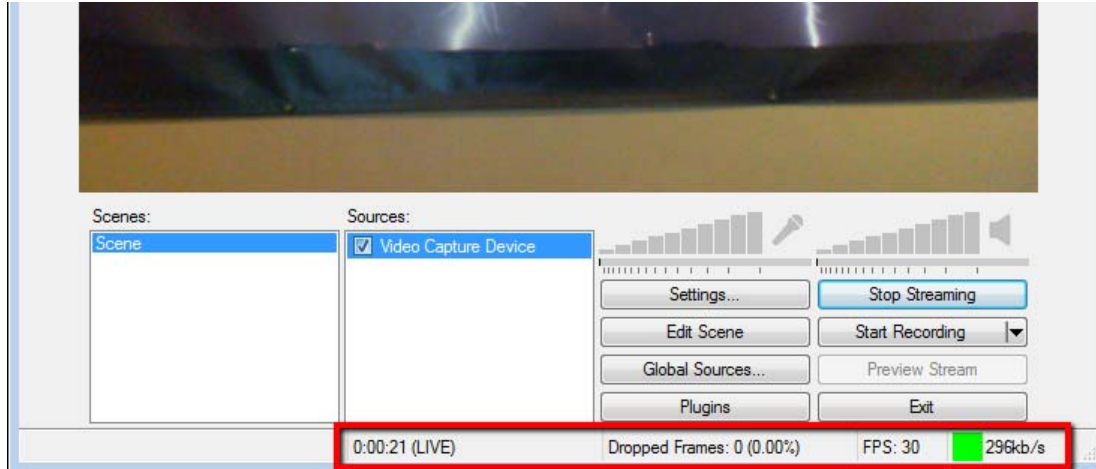 Scenes:
Sources:
Scene
Video Capture Device
Settings...
Stop Streaming
Edit Scene
Start Recording
Global Sources...
Preview Stream
Plugins
Exit
0:00:21 (LIVE)
Dropped Frames: 0 (0.00%)
FPS: 30
296kb/s